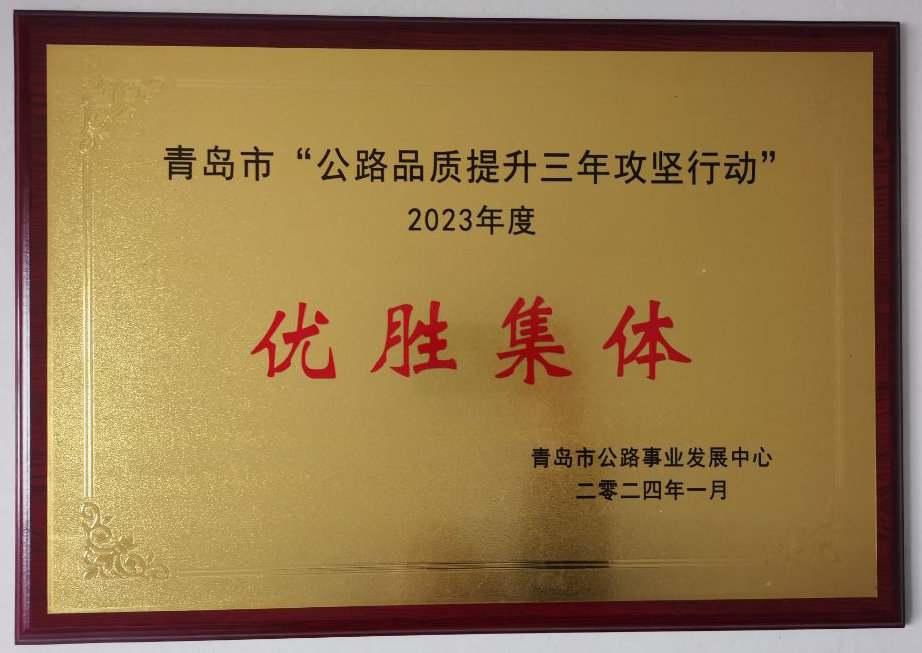 青岛市“公路品质提升三年攻坚行动”
2023年度
优胜集体
青岛市公路事业发展中心
二零二四年一月